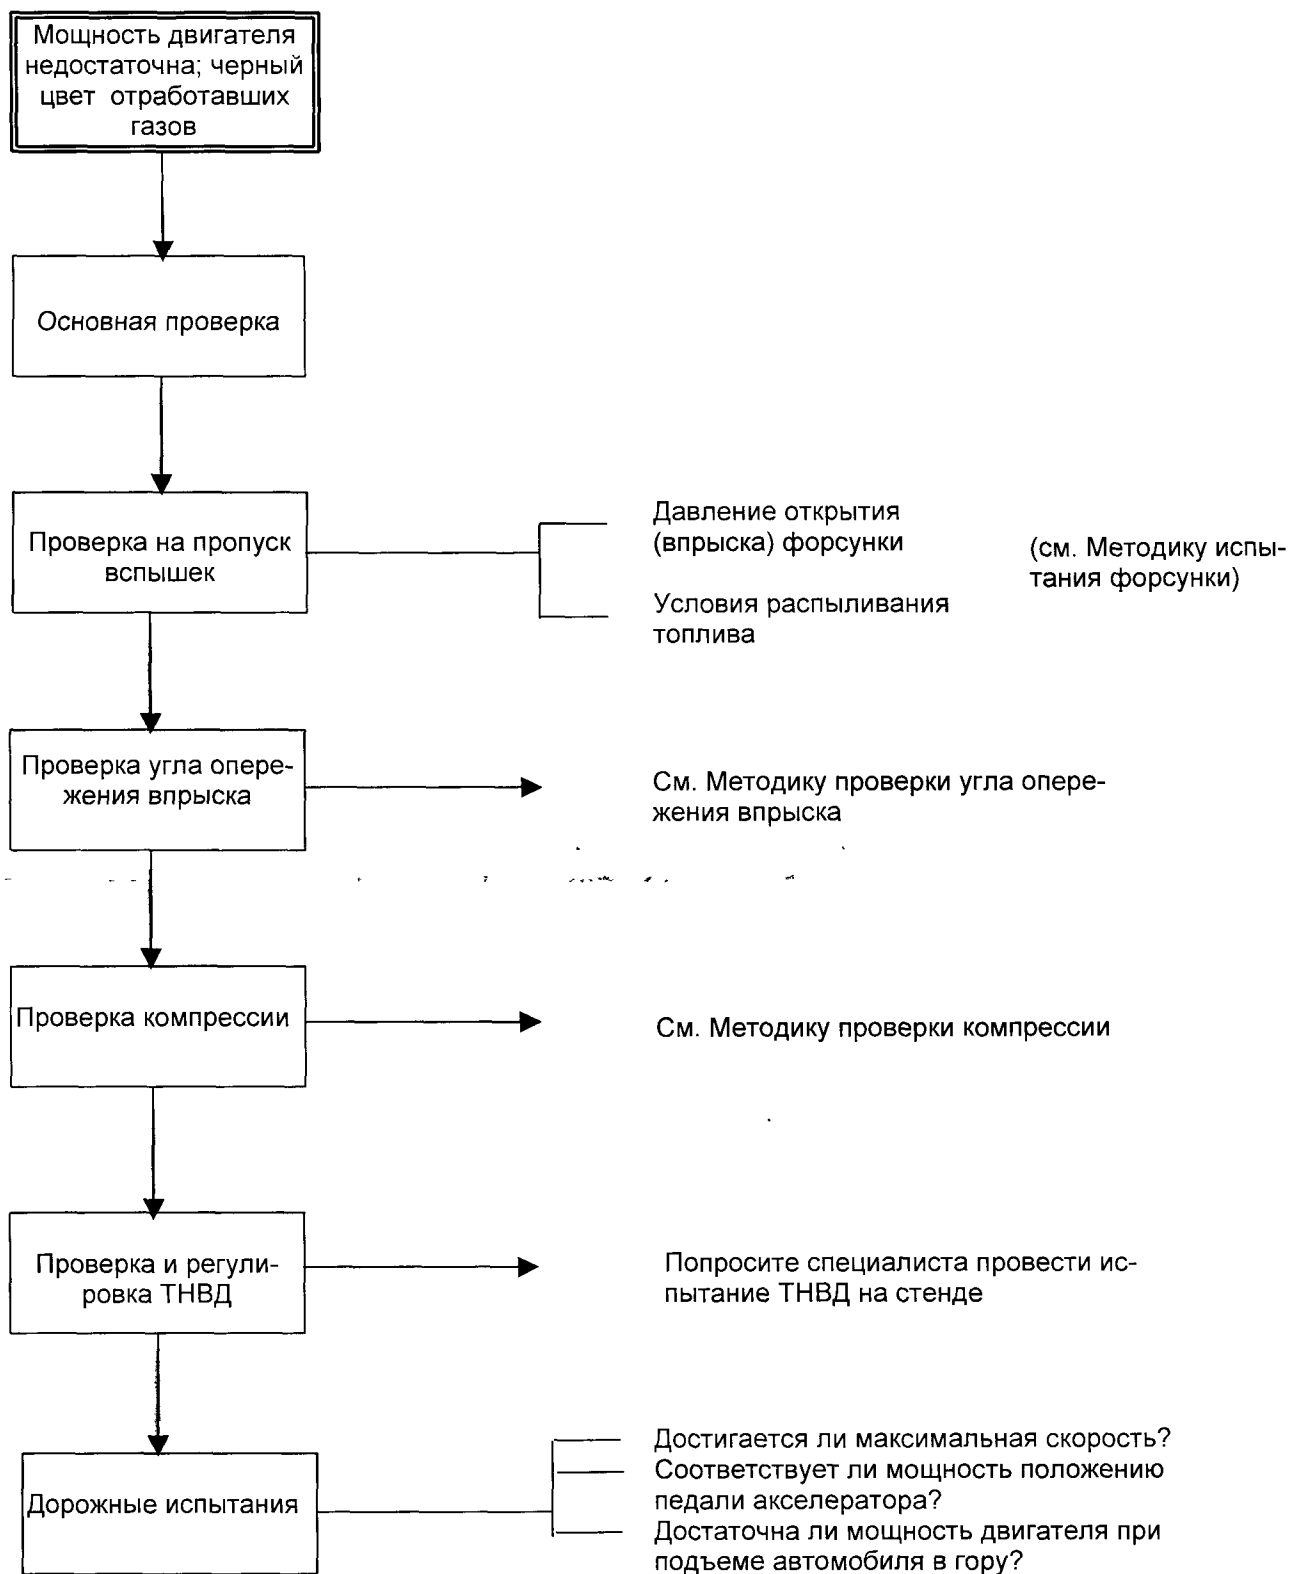 Мощность двигателя
недостаточна; черный
цвет отработавших
газов
Основная проверка
Проверка на пропуск
вспышек
Давление открытия
(впрыска) форсунки
Условия распыливания
топлива
(см. Методику испы-
тания форсунки)
Проверка угла опере-
жения впрыска
См. Методику проверки угла опере-
жения впрыска
Проверка компрессии
См. Методику проверки компрессии
Проверка и регули-
ровка ТНВД
Попросите специалиста провести ис-
пытание ТНВД на стенде
Дорожные испытания
Достигается ли максимальная скорость?
Соответствует ли мощность положению
педали акселератора?
Достаточна ли мощность двигателя при
подъеме автомобиля в гору?